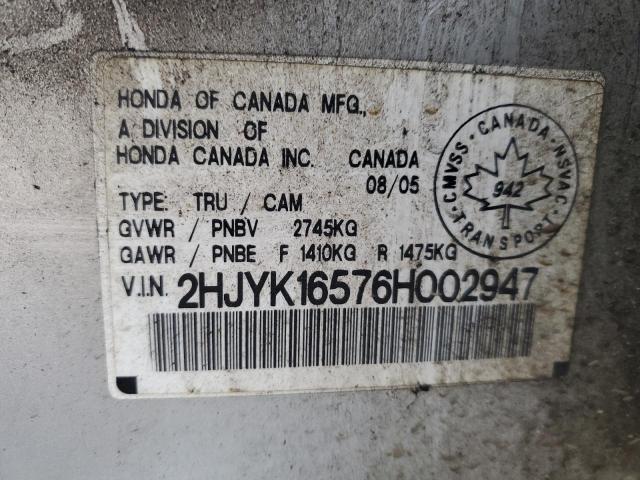 HONDA OF CANADA MFG.,
A DIVISION OF
HONDA CANADA INC. CANADA
08/05
TYPE: TRU / CAM
GVWR / PNBV 2745KG
GAWR / PNBE F 1410KG R 1475KG
V.I.N. 2HJYK16576H002947
CMVSS · CANADA · NSVAC · TRANSPORT ·
942